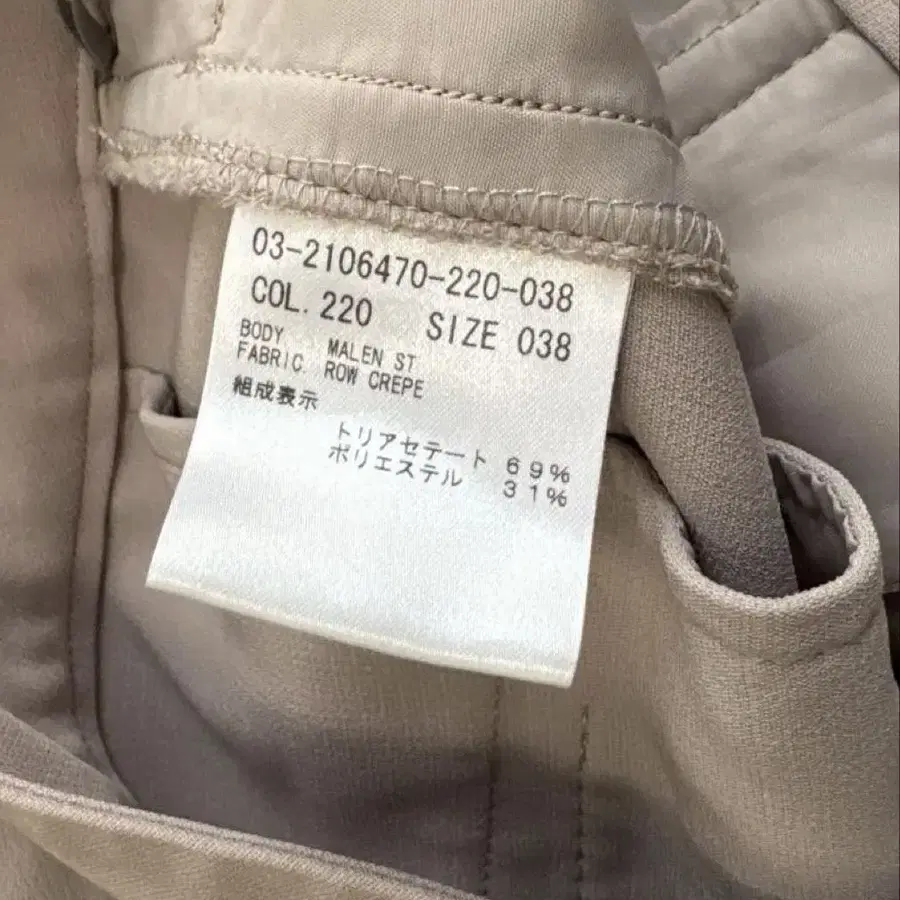 03-2106470-220-038
COL. 220 SIZE 038
BODY MALEN ST
FABRIC ROW CREPE
組成表示
トリアセテート 69%
ポリエステル 31%